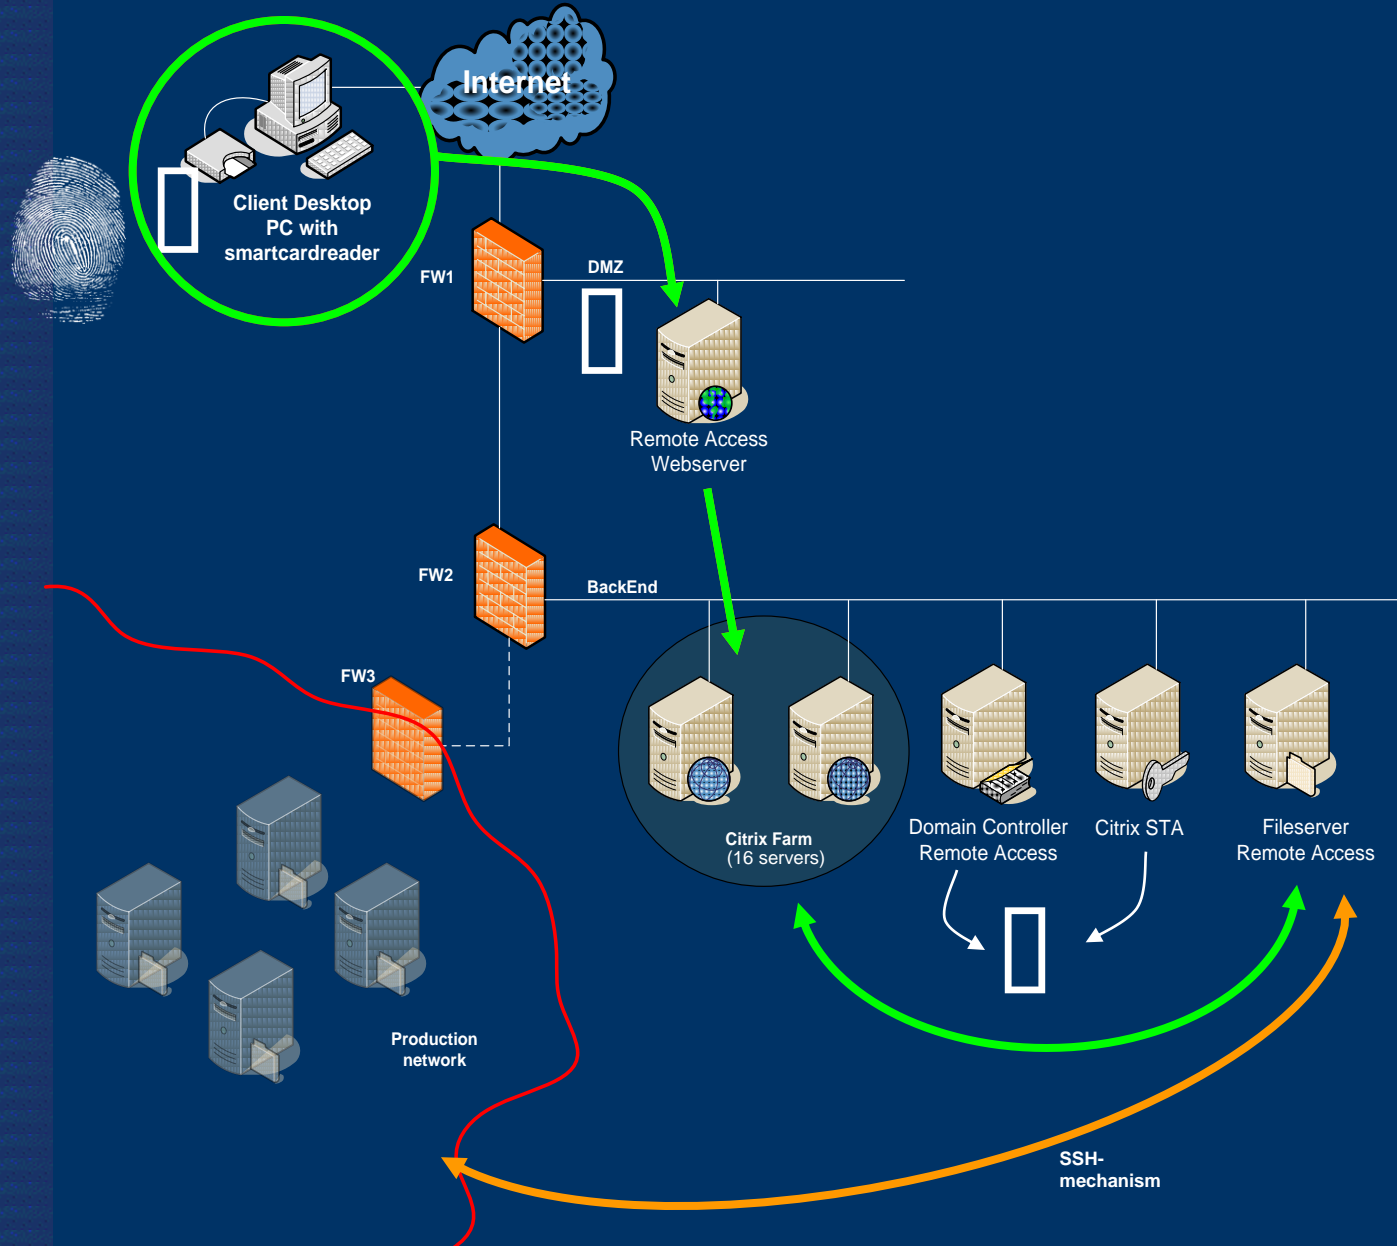 Internet
Client Desktop
PC with
smartcardreader
FW1
DMZ
Remote Access
Webserver
FW2
BackEnd
FW3
Citrix Farm
(16 servers)
Domain Controller
Remote Access
Citrix STA
Fileserver
Remote Access
Production
network
SSH-
mechanism